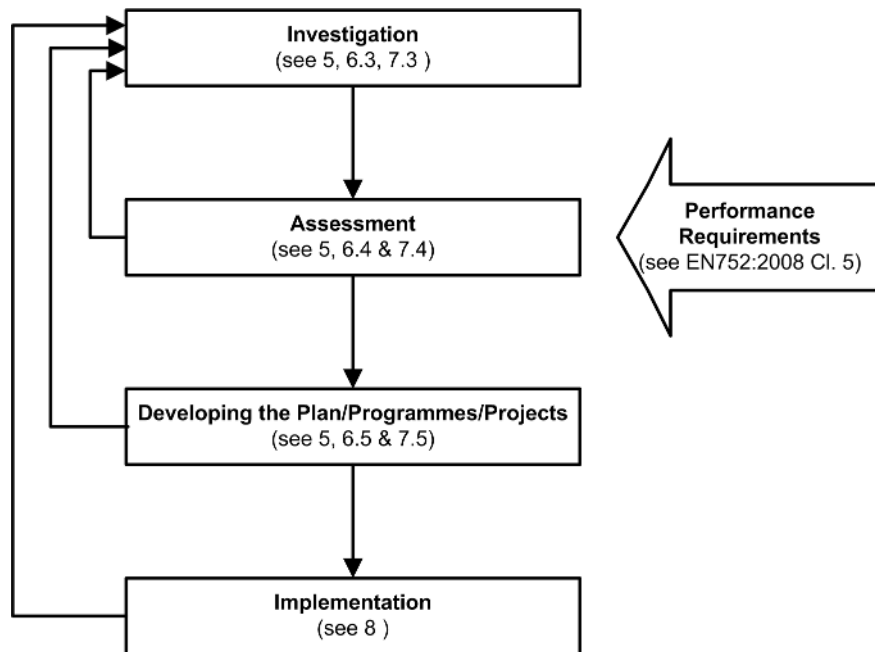 Investigation
(see 5, 6.3, 7.3 )
Assessment
(see 5, 6.4 & 7.4)
Performance
Requirements
(see EN752:2008 Cl. 5)
Developing the Plan/Programmes/Projects
(see 5, 6.5 & 7.5)
Implementation
(see 8 )